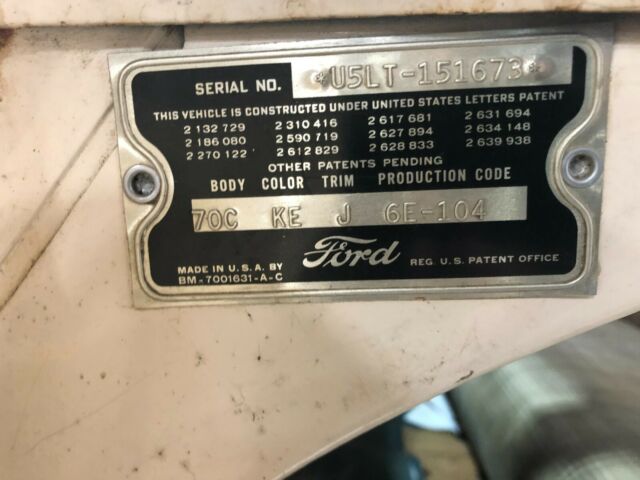 SERIAL NO. *U5LT-151673*
THIS VEHICLE IS CONSTRUCTED UNDER UNITED STATES LETTERS PATENT
2 132 729 2 310 416 2 617 681 2 631 694
2 186 080 2 590 719 2 627 894 2 634 148
2 270 122 2 612 829 2 628 833 2 639 938
OTHER PATENTS PENDING
BODY COLOR TRIM PRODUCTION CODE
70C KE J 6E-104
MADE IN U.S.A. BY Ford REG. U.S. PATENT OFFICE
BM-7001631-A-C